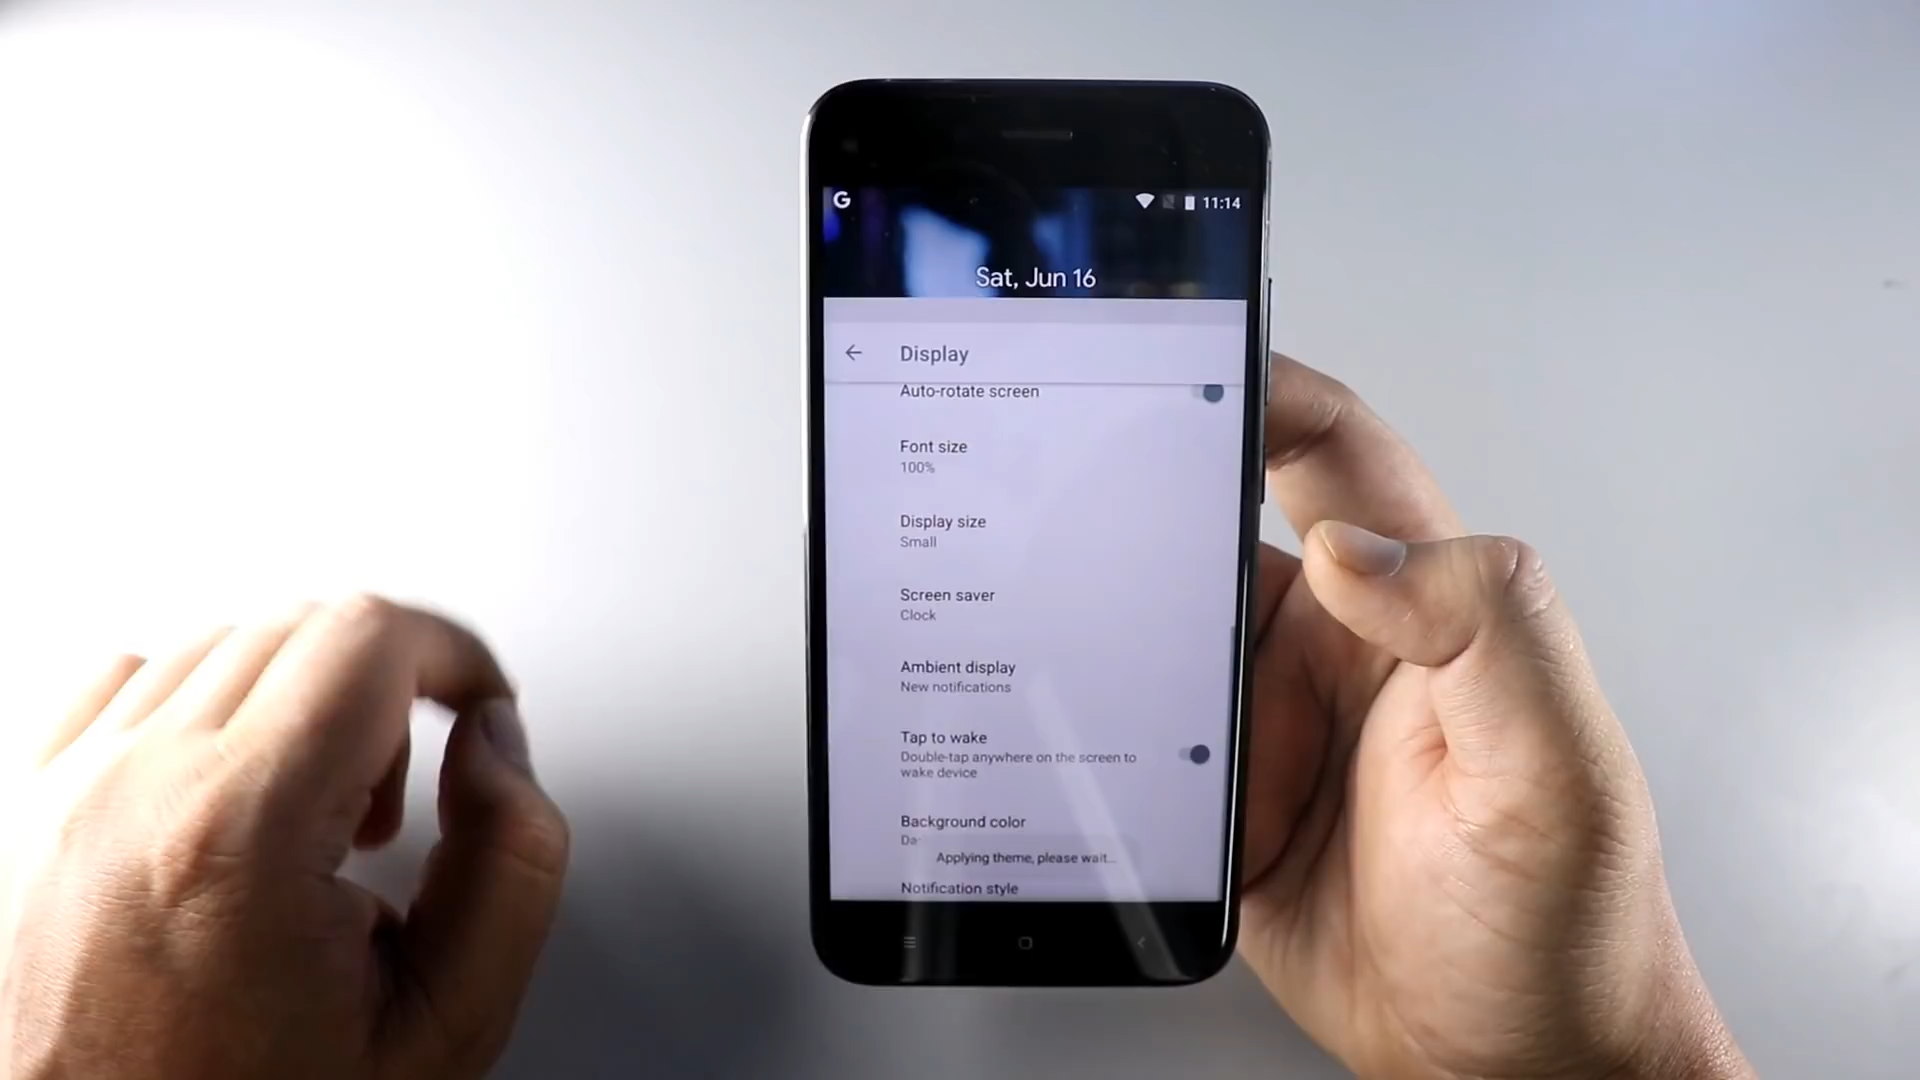 G
11:14
Sat, Jun 16
Display
Auto-rotate screen
Font size
100%
Display size
Small
Screen saver
Clock
Ambient display
New notifications
Tap to wake
Double-tap anywhere on the screen to
wake device
Background color
Da
Applying theme, please wait...
Notification style